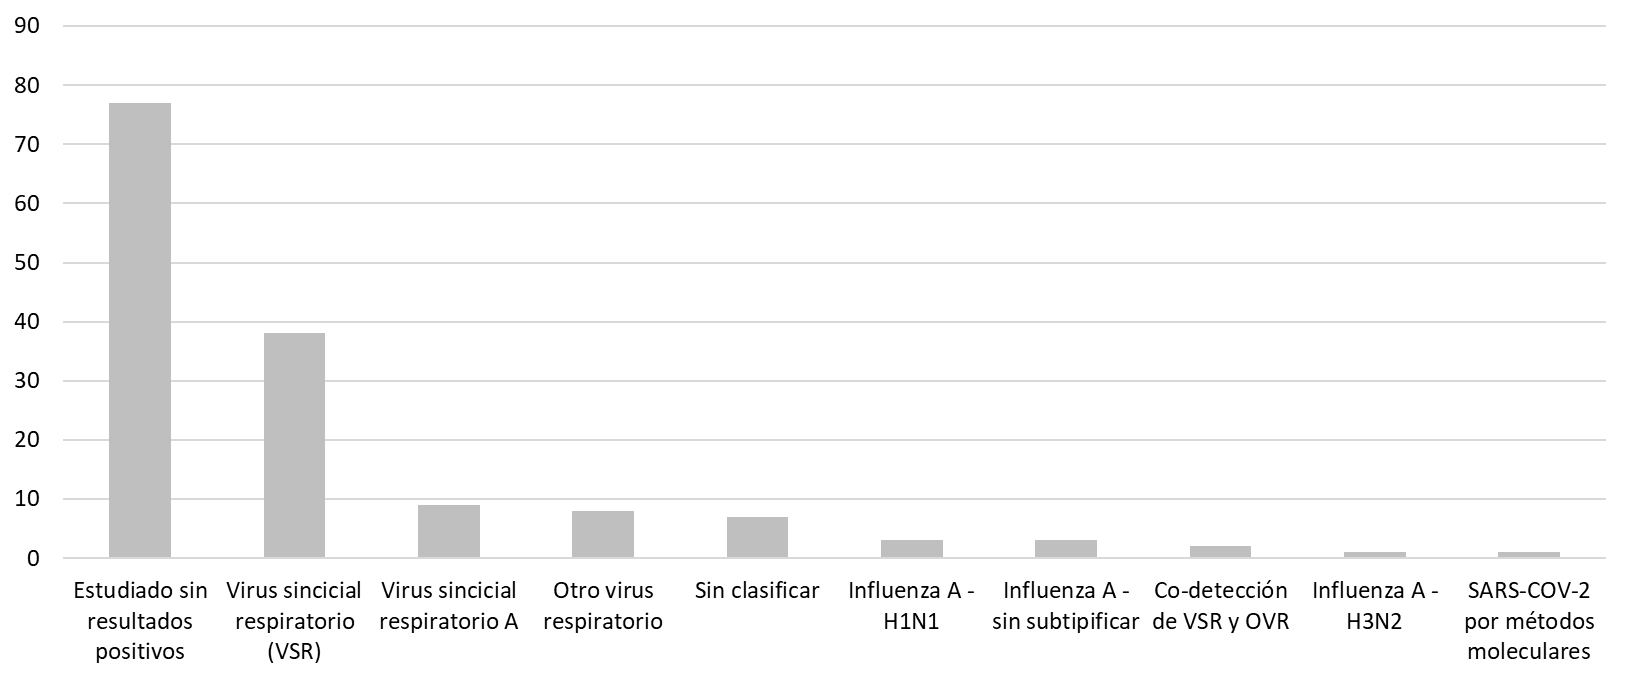 90
80
70
60
50
40
30
20
10
0
Estudiado sin
resultados
positivos
Virus sincicial
respiratorio
(VSR)
Virus sincicial
respiratorio A
Otro virus
respiratorio
Sin clasificar
Influenza A -
H1N1
Influenza A -
sin subtipificar
Co-detección
de VSR y OVR
Influenza A -
H3N2
SARS-COV-2
por métodos
moleculares